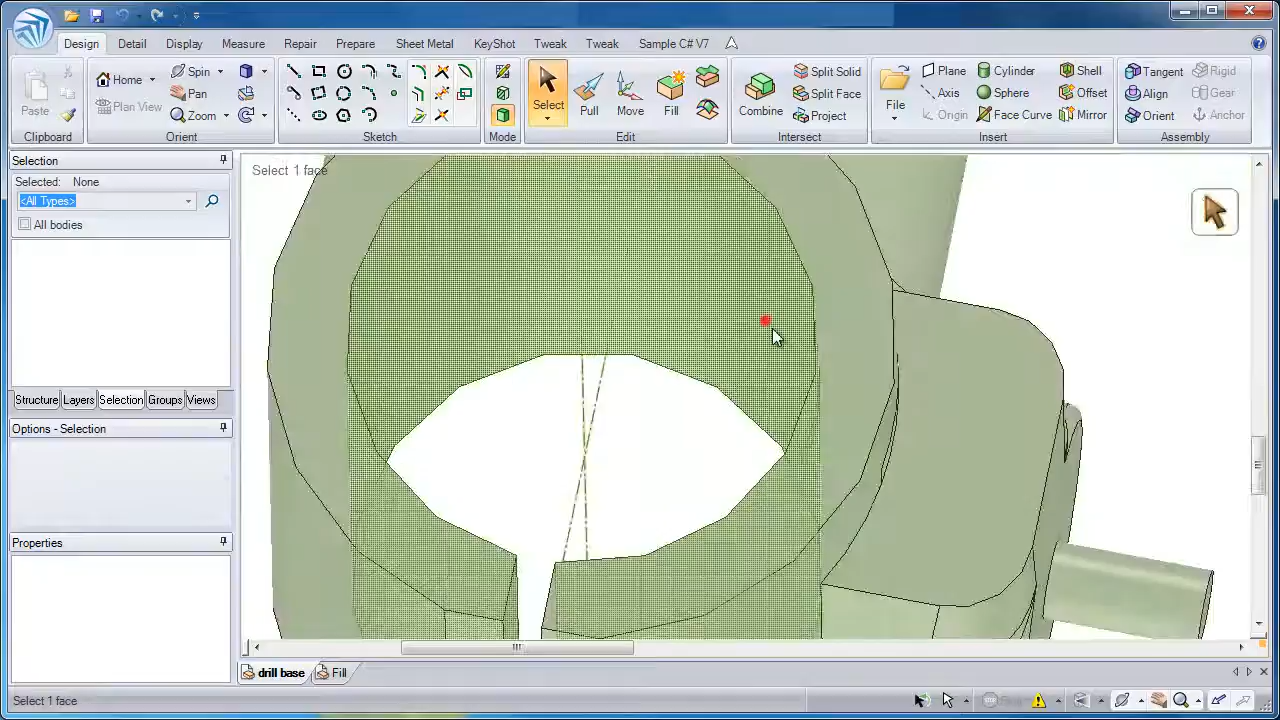 Design Detail Display Measure Repair Prepare Sheet Metal KeyShot Tweak Tweak Sample C# V7
Paste
Clipboard
Home Spin
Plan View Pan
Zoom
Orient
Sketch
Mode
Select Pull Move Fill
Edit
Combine Split Solid
Split Face
Project
Intersect
File Plane Cylinder Shell
Axis Sphere Offset
Origin Face Curve Mirror
Insert
Tangent Rigid
Align Gear
Orient Anchor
Assembly
Selection
Selected: None
<All Types>
All bodies
Structure Layers Selection Groups Views
Options - Selection
Properties
Select 1 face
drill base Fill
Select 1 face